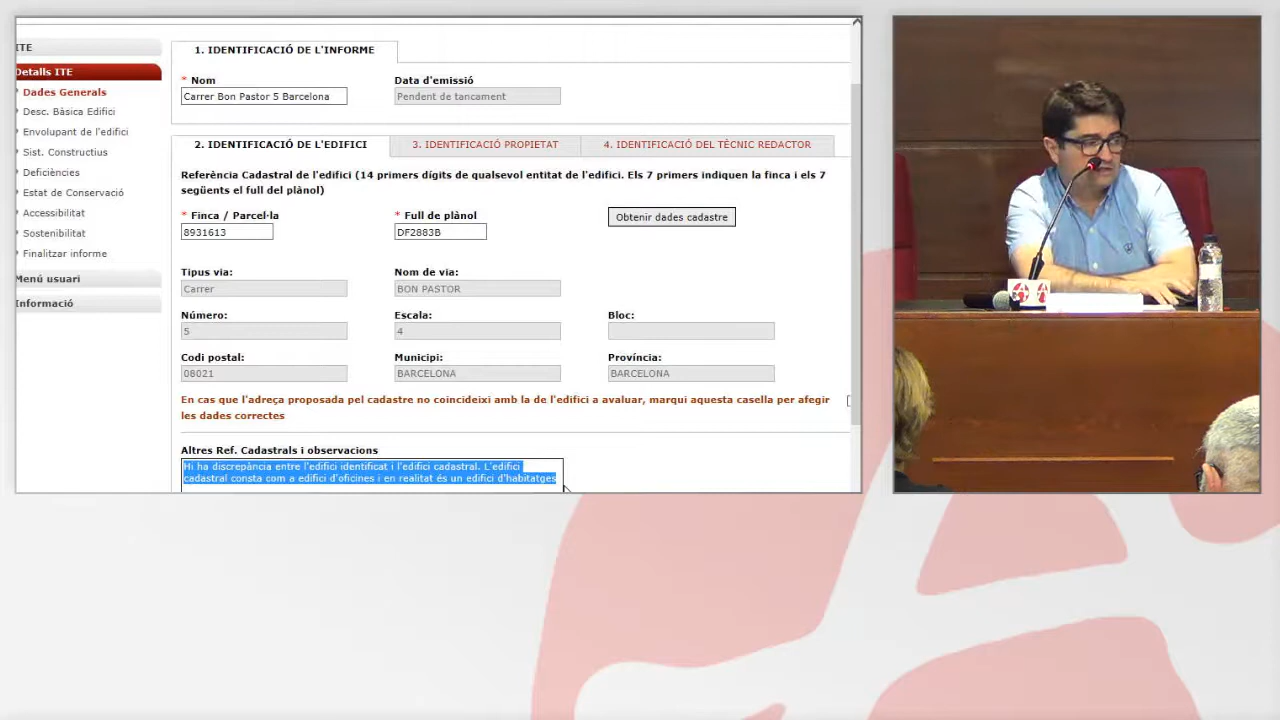 ITE
Detalls ITE
Dades Generals
Desc. Bàsica Edifici
Envolupant de l'edifici
Sist. Constructius
Deficiències
Estat de Conservació
Accessibilitat
Sostenibilitat
Finalitzar informe
Menú usuari
Informació
1. IDENTIFICACIÓ DE L'INFORME
* Nom
Data d'emissió
Carrer Bon Pastor 5 Barcelona
Pendent de tancament
2. IDENTIFICACIÓ DE L'EDIFICI
3. IDENTIFICACIÓ PROPIETAT
4. IDENTIFICACIÓ DEL TÈCNIC REDACTOR
Referència Cadastral de l'edifici (14 primers dígits de qualsevol entitat de l'edifici. Els 7 primers indiquen la finca i els 7
següents el full del plànol)
* Finca / Parcel·la
* Full de plànol
8931613
DF2883B
Obtenir dades cadastre
Tipus via:
Nom de via:
Carrer
BON PASTOR
Número:
Escala:
Bloc:
5
4
Codi postal:
Municipi:
Província:
08021
BARCELONA
BARCELONA
En cas que l'adreça proposada pel cadastre no coincideixi amb la de l'edifici a avaluar, marqui aquesta casella per afegir
les dades correctes
Altres Ref. Cadastrals i observacions
Hi ha discrepància entre l'edifici identificat i l'edifici cadastral. L'edifici
cadastral consta com a edifici d'oficines i en realitat és un edifici d'habitatges